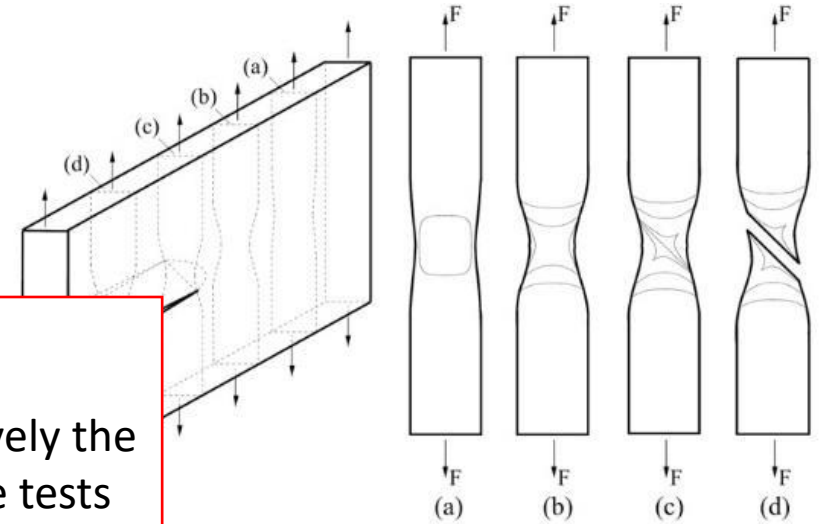 F F F F
(a)
(b)
(c)
(d)
vely the
e tests
F F F F
(a) (b) (c) (d)